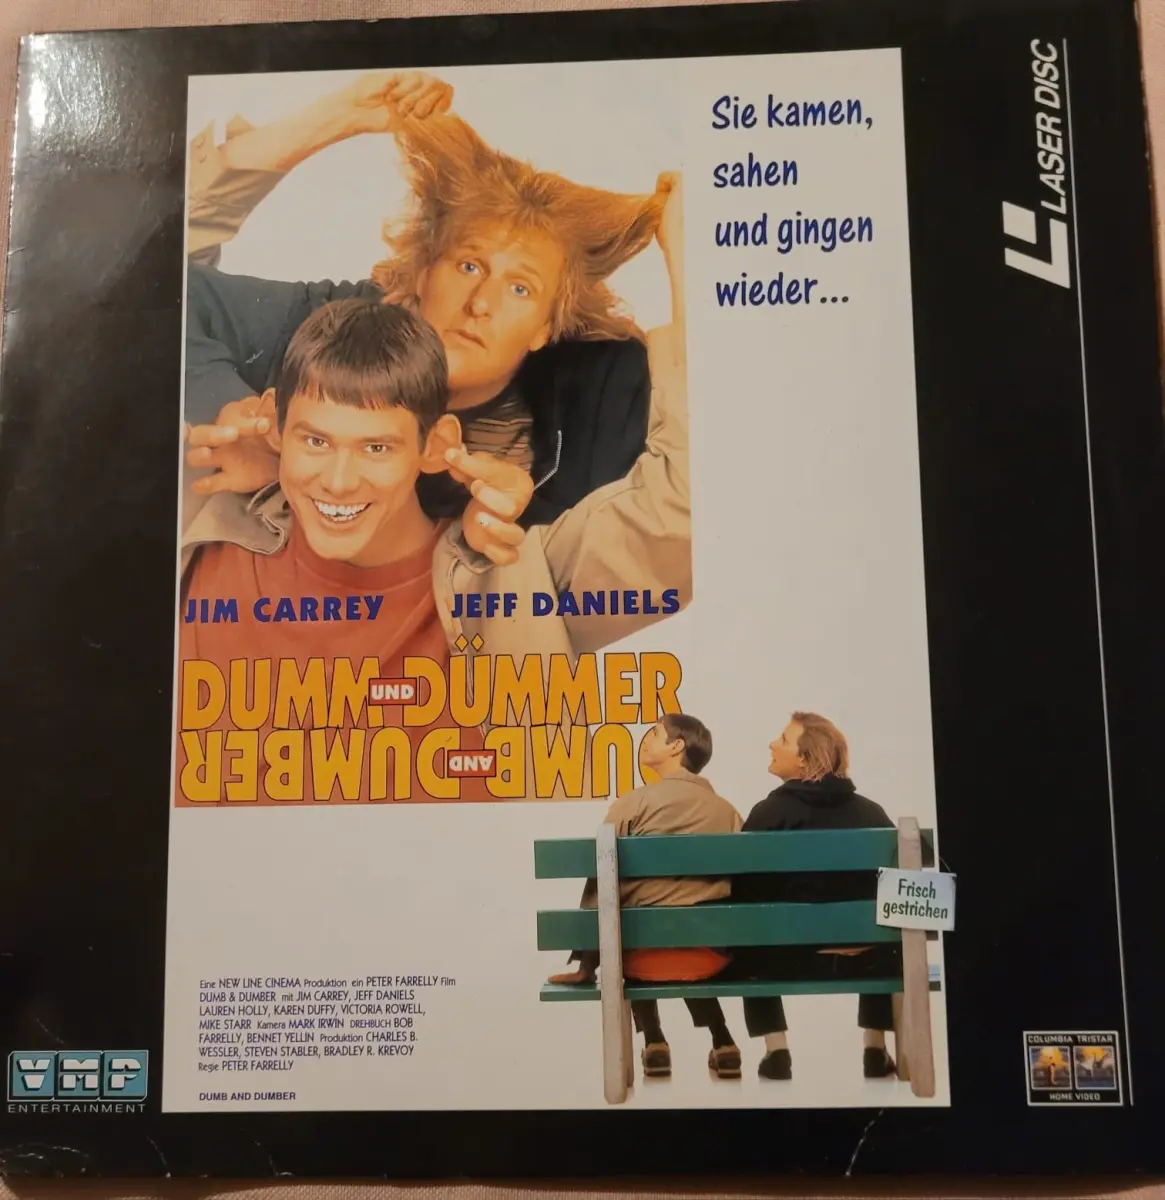 Sie kamen,
sahen
und gingen
wieder...
LASER DISC
JIM CARREY JEFF DANIELS
DUMM UND DÜMMER
DUMB AND DUMBER
Frisch
gestrichen
Eine NEW LINE CINEMA Produktion ein PETER FARRELLY Film
DUMB & DUMBER mit JIM CARREY, JEFF DANIELS
LAUREN HOLLY, KAREN DUFFY, VICTORIA ROWELL,
MIKE STARR Kamera MARK IRWIN DREHBUCH BOB
FARRELLY, BENNET YELLIN Produktion CHARLES B.
WESSLER, STEVEN STABLER, BRADLEY R. KREVOY
Regie PETER FARRELLY
DUMB AND DUMBER
VMP
ENTERTAINMENT
COLUMBIA TRISTAR
HOME VIDEO